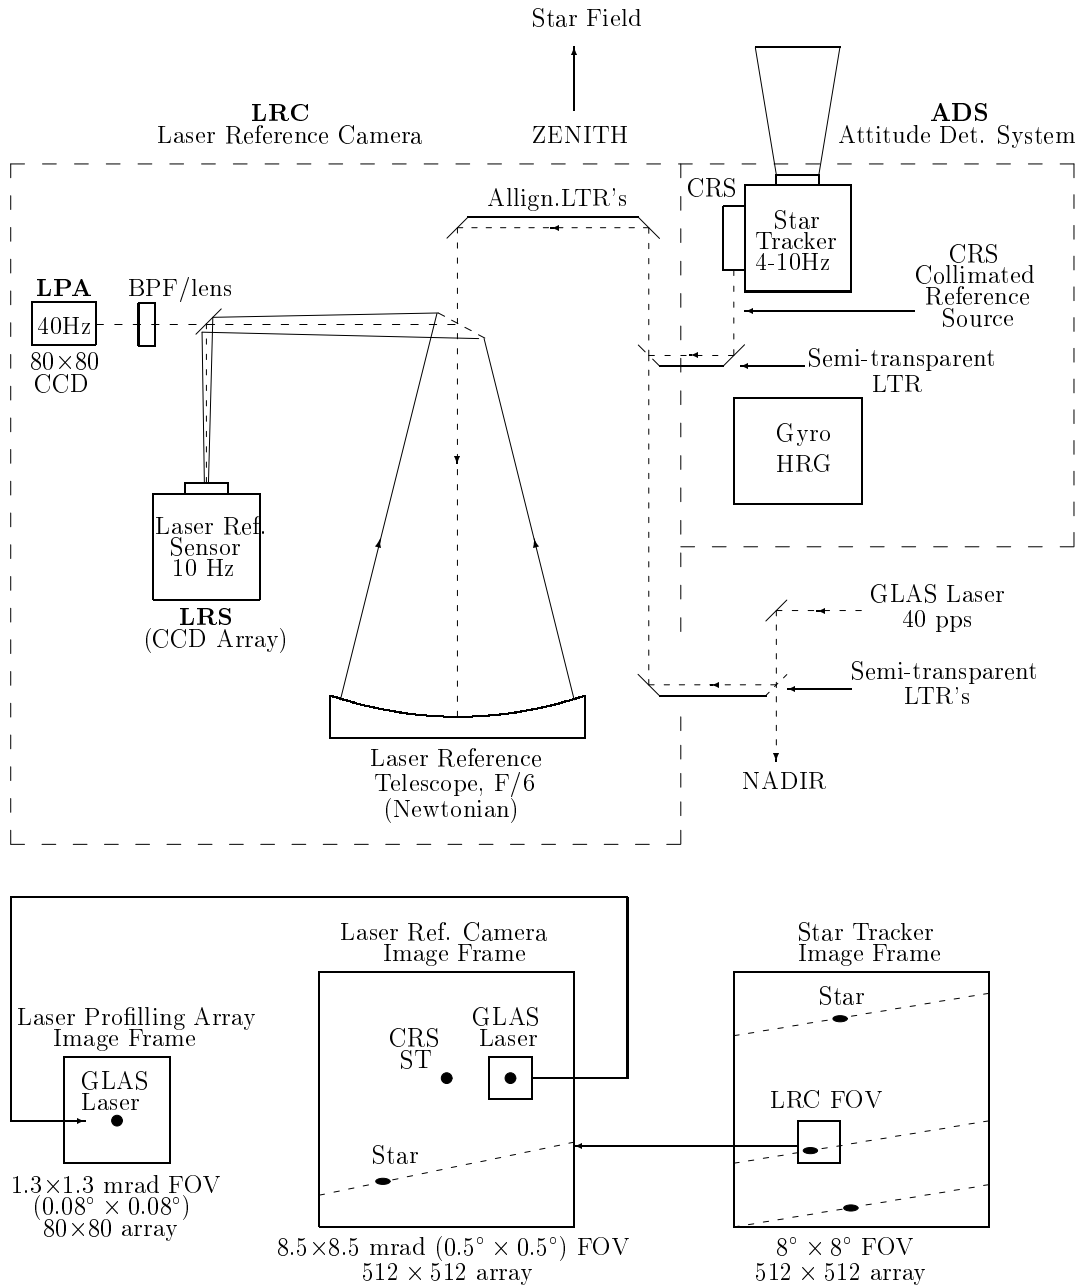 Star Field
ZENITH
LRC
Laser Reference Camera
ADS
Attitude Det. System
CRS
Allign.LTR's
Star
Tracker
4-10Hz
CRS
Collimated
Reference
Source
LPA
BPF/lens
40Hz
80×80
CCD
Semi-transparent
LTR
Gyro
HRG
Laser Ref.
Sensor
10 Hz
LRS
(CCD Array)
GLAS Laser
40 pps
Semi-transparent
LTR's
NADIR
Laser Reference
Telescope, F/6
(Newtonian)
Laser Profilling Array
Image Frame
GLAS
Laser
1.3×1.3 mrad FOV
(0.08° × 0.08°)
80×80 array
Laser Ref. Camera
Image Frame
CRS
ST
GLAS
Laser
Star
8.5×8.5 mrad (0.5° × 0.5°) FOV
512 × 512 array
Star Tracker
Image Frame
Star
LRC FOV
8° × 8° FOV
512 × 512 array